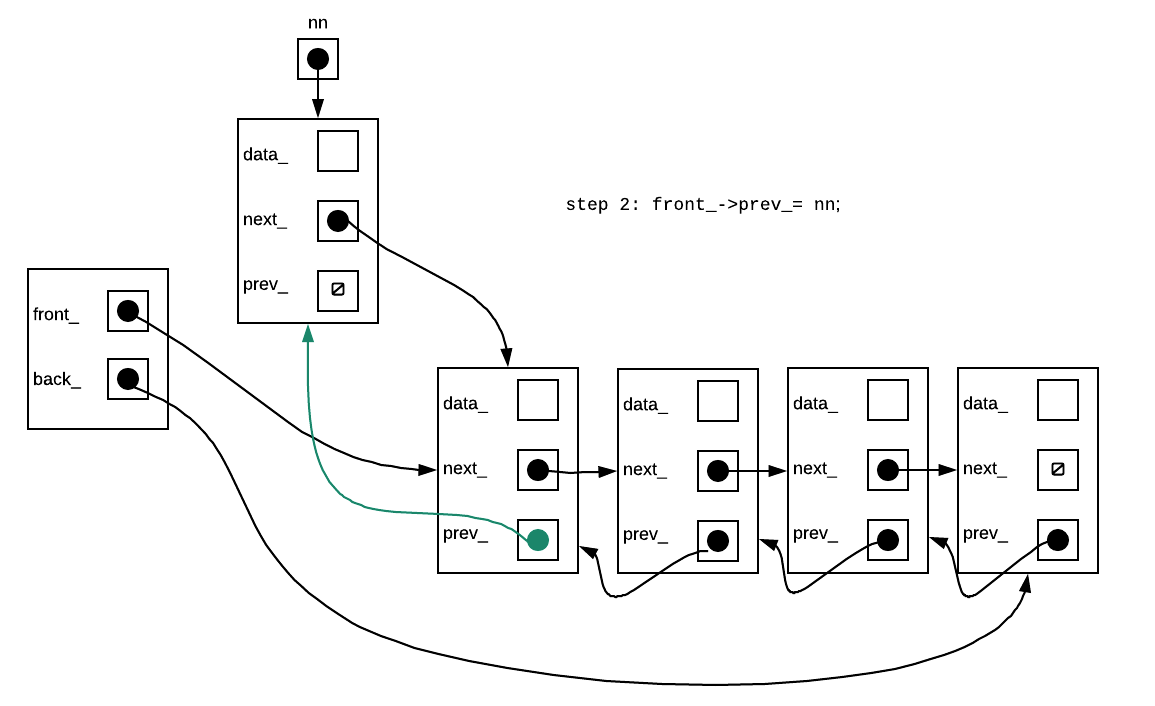 nn
data_
next_
prev_
step 2: front_->prev_= nn;
front_
back_
data_
next_
prev_
data_
next_
prev_
data_
next_
prev_
data_
next_
prev_